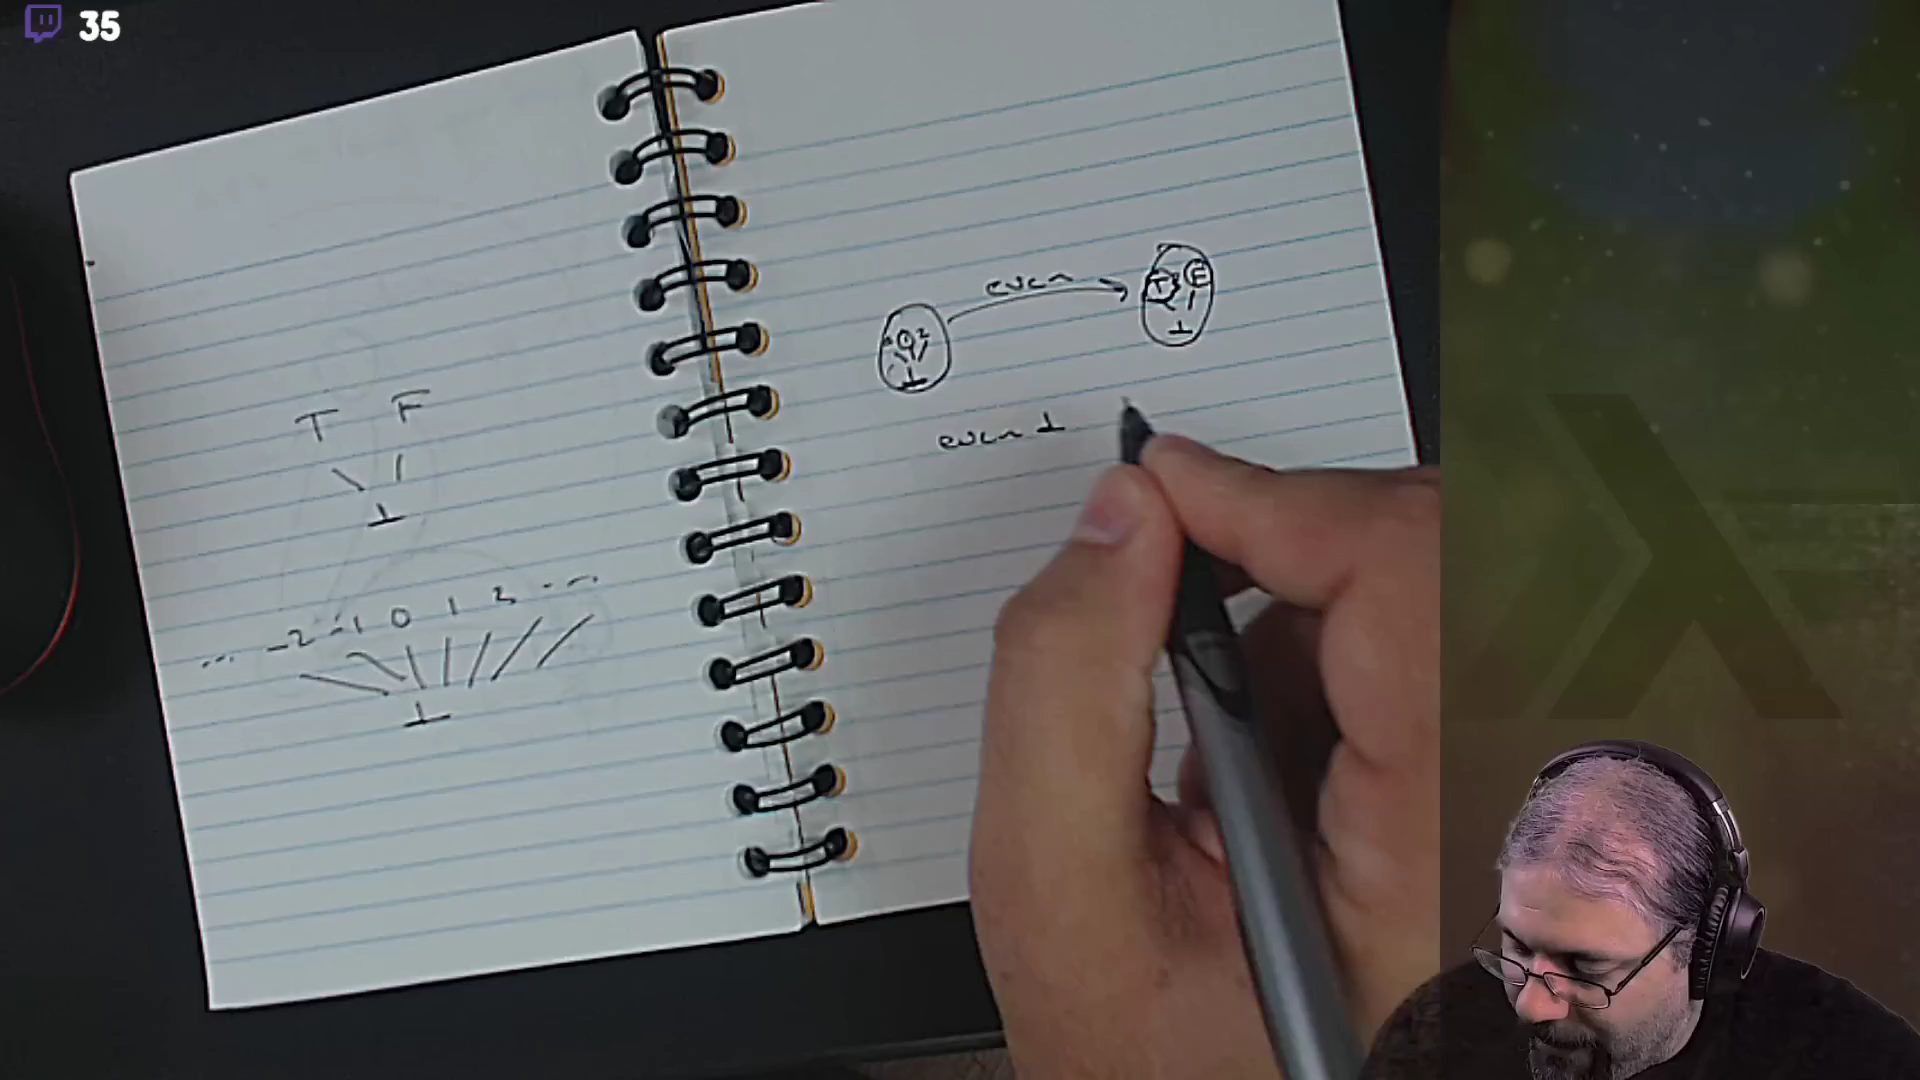 35
T F
⊥
... -2 -1 0 1 2 ...
⊥
even
0 2
⊥
T F
⊥
even ⊥